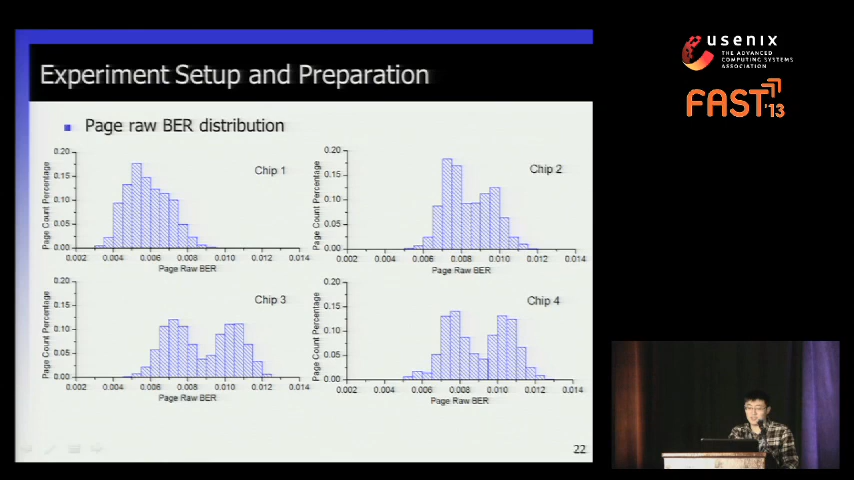 usenix
THE ADVANCED
COMPUTING SYSTEMS
ASSOCIATION
FAST'13
Experiment Setup and Preparation
Page raw BER distribution
Chip 1
Page Count Percentage
0.20
0.15
0.10
0.05
0.00
0.002 0.004 0.006 0.008 0.010 0.012 0.014
Page Raw BER
Chip 2
Page Count Percentage
0.20
0.15
0.10
0.05
0.00
0.002 0.004 0.006 0.008 0.010 0.012 0.014
Page Raw BER
Chip 3
Page Count Percentage
0.20
0.15
0.10
0.05
0.00
0.002 0.004 0.006 0.008 0.010 0.012 0.014
Page Raw BER
Chip 4
Page Count Percentage
0.20
0.15
0.10
0.05
0.00
0.002 0.004 0.006 0.008 0.010 0.012 0.014
Page Raw BER
22